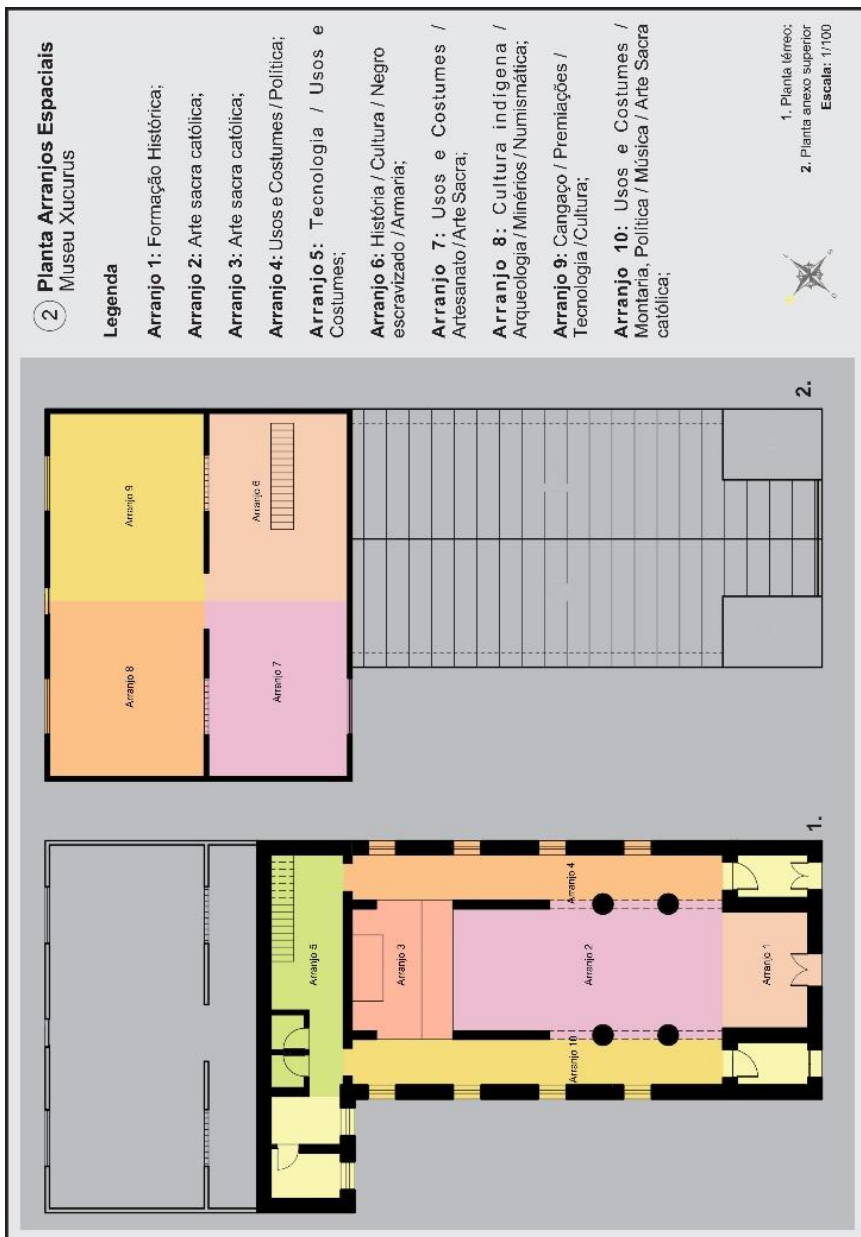 2 Planta Arranjos Espaciais
Museu Xucurus
Legenda
Arranjo 1: Formação Histórica;
Arranjo 2: Arte sacra católica;
Arranjo 3: Arte sacra católica;
Arranjo 4: Usos e Costumes / Política;
Arranjo 5: Tecnologia / Usos e
Costumes;
Arranjo 6: História / Cultura / Negro
escravizado / Armaria;
Arranjo 7: Usos e Costumes /
Artesanato / Arte Sacra;
Arranjo 8: Cultura indígena /
Arqueologia / Minérios / Numismática;
Arranjo 9: Cangaço / Premiações /
Tecnologia / Cultura;
Arranjo 10: Usos e Costumes /
Montaria, Política / Música / Arte Sacra
católica;
1. Planta térreo;
2. Planta anexo superior
Escala: 1/100
Arranjo 8
Arranjo 9
Arranjo 7
Arranjo 6
2.
Arranjo 5
Arranjo 3
Arranjo 4
Arranjo 2
Arranjo 10
Arranjo 1
1.